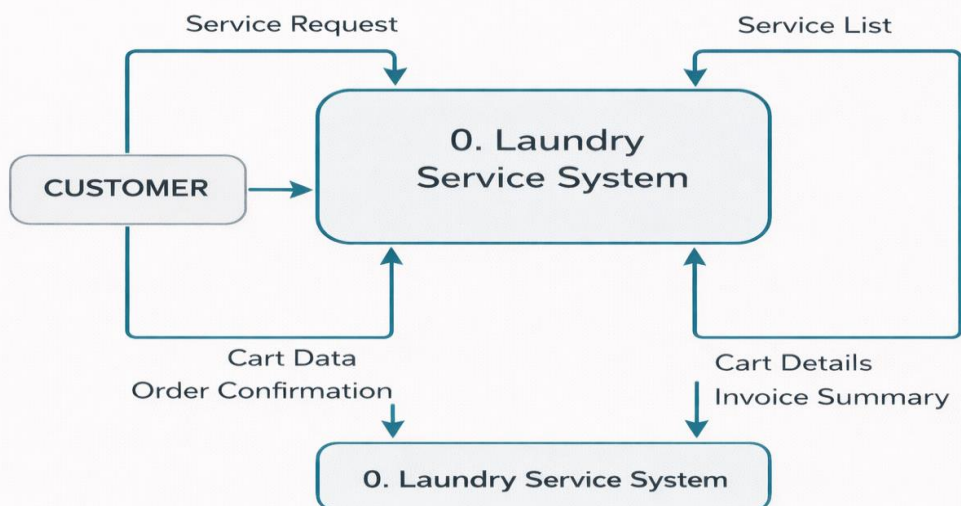 Service Request
Service List
0. Laundry
Service System
CUSTOMER
Cart Data
Order Confirmation
Cart Details
Invoice Summary
0. Laundry Service System